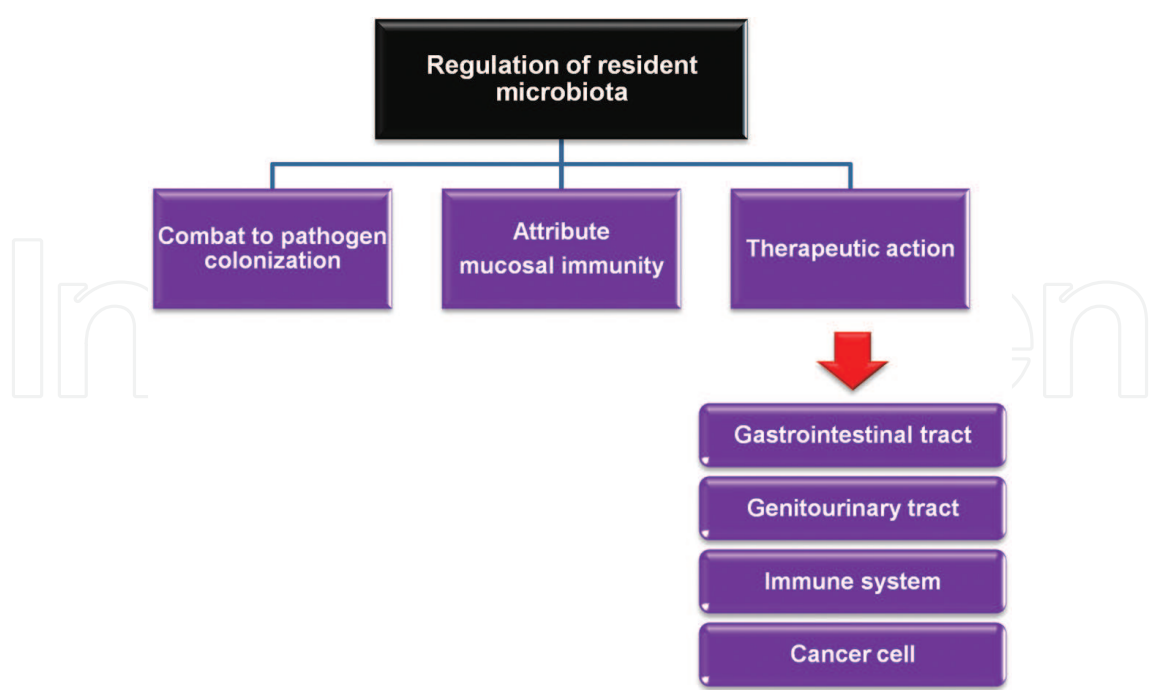 Regulation of resident
microbiota
Combat to pathogen
colonization
Attribute
mucosal immunity
Therapeutic action
Gastrointestinal tract
Genitourinary tract
Immune system
Cancer cell